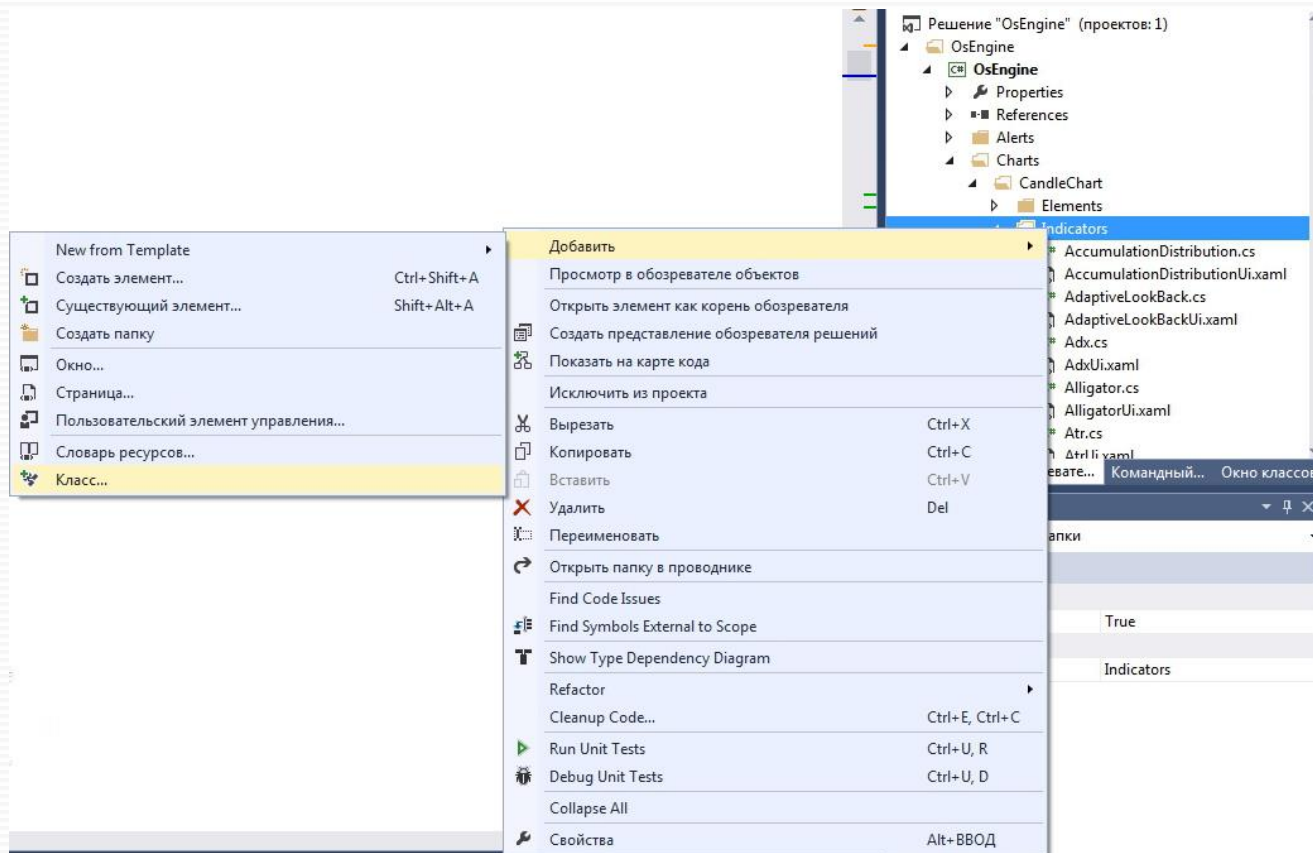 Решение "OsEngine" (проектов: 1)
OsEngine
C# OsEngine
Properties
References
Alerts
Charts
CandleChart
Elements
Indicators
AccumulationDistribution.cs
AccumulationDistributionUi.xaml
AdaptiveLookBack.cs
AdaptiveLookBackUi.xaml
Adx.cs
AdxUi.xaml
Alligator.cs
AlligatorUi.xaml
Atr.cs
AtrUi.xaml
евате... Командный... Окно классов
апки
True
Indicators
New from Template
Создать элемент... Ctrl+Shift+A
Существующий элемент... Shift+Alt+A
Создать папку
Окно...
Страница...
Пользовательский элемент управления...
Словарь ресурсов...
Класс...
Добавить
Просмотр в обозревателе объектов
Открыть элемент как корень обозревателя
Создать представление обозревателя решений
Показать на карте кода
Исключить из проекта
Вырезать Ctrl+X
Копировать Ctrl+C
Вставить Ctrl+V
Удалить Del
Переименовать
Открыть папку в проводнике
Find Code Issues
Find Symbols External to Scope
Show Type Dependency Diagram
Refactor
Cleanup Code... Ctrl+E, Ctrl+C
Run Unit Tests Ctrl+U, R
Debug Unit Tests Ctrl+U, D
Collapse All
Свойства Alt+ВВОД